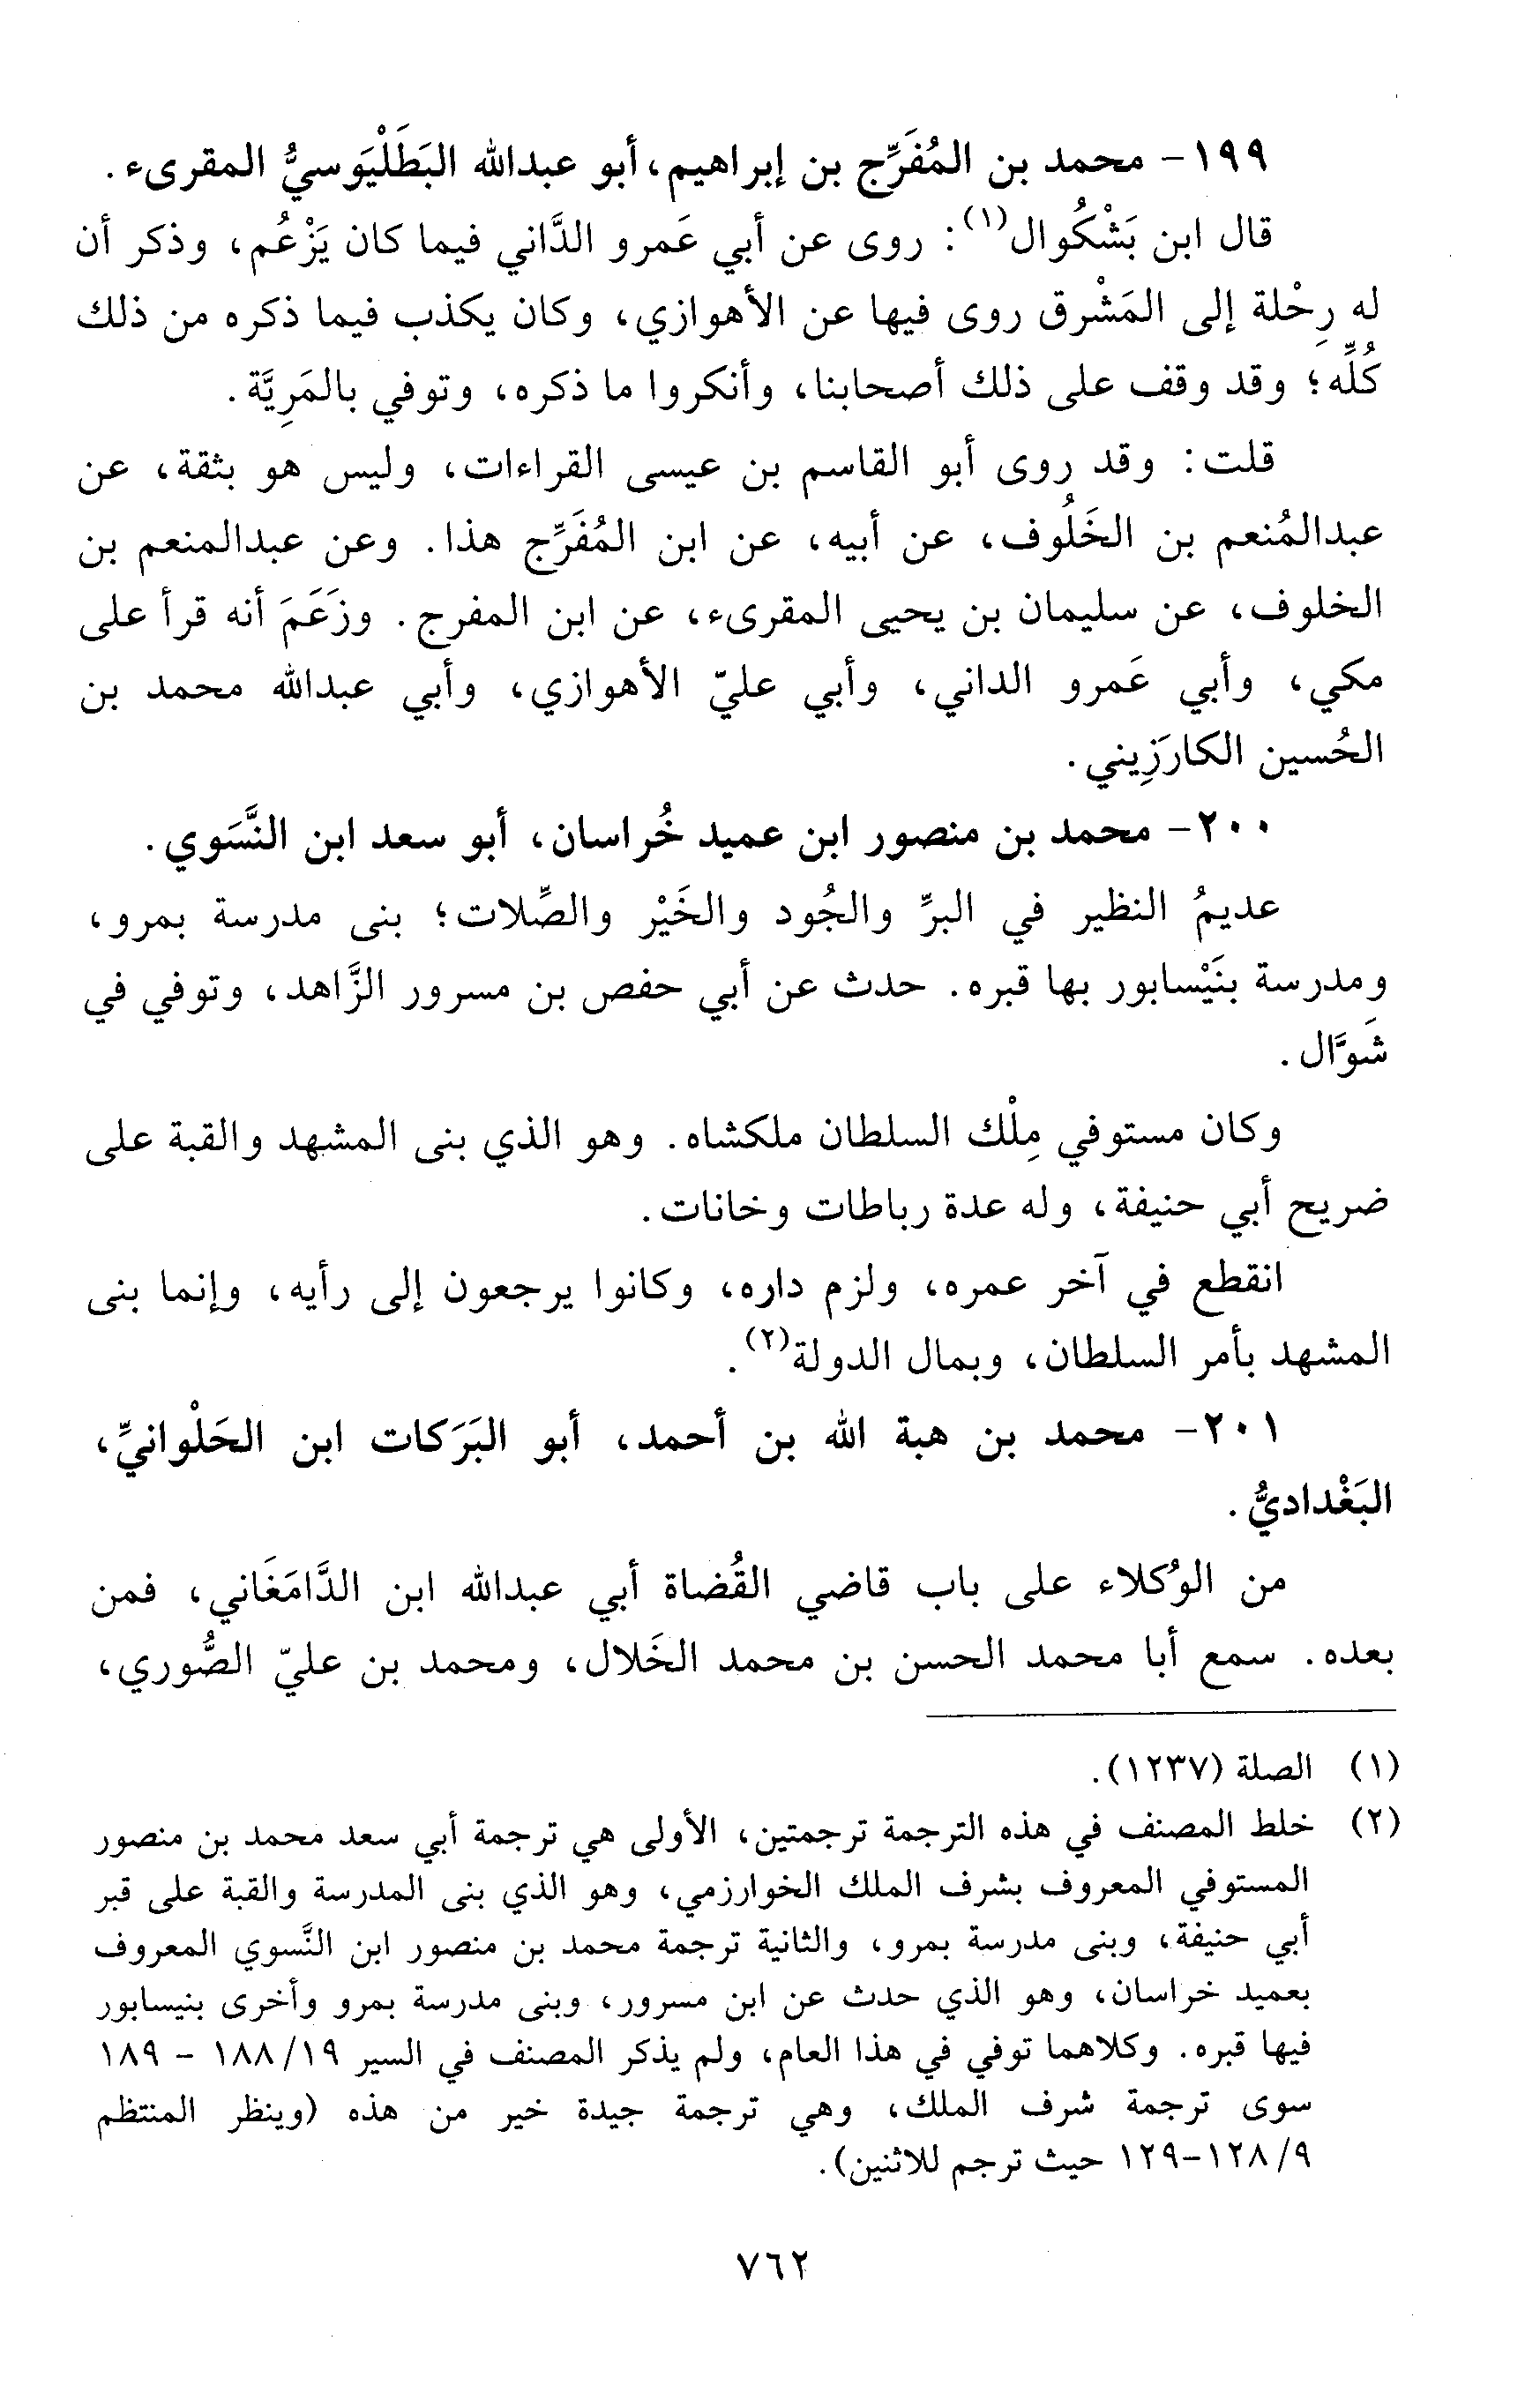 ١٩٩- محمد بن المُفَرِّج بن إبراهيم، أبو عبدالله البَطَلْيَوسيُّ المقرىء.
قال ابن بَشْكُوال(١): روى عن أبي عَمرو الدَّاني فيما كان يَزْعُم، وذكر أن
له رِحْلة إلى المَشْرق روى فيها عن الأهوازي، وكان يكذب فيما ذكره من ذلك
كُلِّه؛ وقد وقف على ذلك أصحابنا، وأنكروا ما ذكره، وتوفي بالمَرِيَّة.
قلت: وقد روى أبو القاسم بن عيسى القراءات، وليس هو بثقة، عن
عبدالمُنعم بن الخَلُوف، عن أبيه، عن ابن المُفَرِّج هذا. وعن عبدالمنعم بن
الخلوف، عن سليمان بن يحيى المقرىء، عن ابن المفرج. وزَعَمَ أنه قرأ على
مكي، وأبي عَمرو الداني، وأبي عليّ الأهوازي، وأبي عبدالله محمد بن
الحُسين الكارَزِيني.
٢٠٠- محمد بن منصور ابن عميد خُراسان، أبو سعد ابن النَّسَوي.
عديمُ النظير في البرِّ والجُود والخَيْر والصِّلات؛ بنى مدرسة بمرو،
ومدرسة بنَيْسابور بها قبره. حدث عن أبي حفص بن مسرور الزَّاهد، وتوفي في
شَوَّال.
وكان مستوفي مِلْك السلطان ملكشاه. وهو الذي بنى المشهد والقبة على
ضريح أبي حنيفة، وله عدة رباطات وخانات.
انقطع في آخر عمره، ولزم داره، وكانوا يرجعون إلى رأيه، وإنما بنى
المشهد بأمر السلطان، وبمال الدولة(٢).
٢٠١- محمد بن هبة الله بن أحمد، أبو البَرَكات ابن الحَلْوانيِّ،
البَغْداديُّ.
من الوُكلاء على باب قاضي القُضاة أبي عبدالله ابن الدَّامَغَاني، فمن
بعده. سمع أبا محمد الحسن بن محمد الخَلال، ومحمد بن عليّ الصُّوري،
(١) الصلة (١٢٣٧).
(٢) خلط المصنف في هذه الترجمة ترجمتين، الأولى هي ترجمة أبي سعد محمد بن منصور
المستوفي المعروف بشرف الملك الخوارزمي، وهو الذي بنى المدرسة والقبة على قبر
أبي حنيفة، وبنى مدرسة بمرو، والثانية ترجمة محمد بن منصور ابن النَّسوي المعروف
بعميد خراسان، وهو الذي حدث عن ابن مسرور، وبنى مدرسة بمرو وأخرى بنيسابور
فيها قبره. وكلاهما توفي في هذا العام، ولم يذكر المصنف في السير ١٩/ ١٨٨ - ١٨٩
سوى ترجمة شرف الملك، وهي ترجمة جيدة خير من هذه (وينظر المنتظم
٩/ ١٢٨-١٢٩ حيث ترجم للاثنين).
٧٦٢